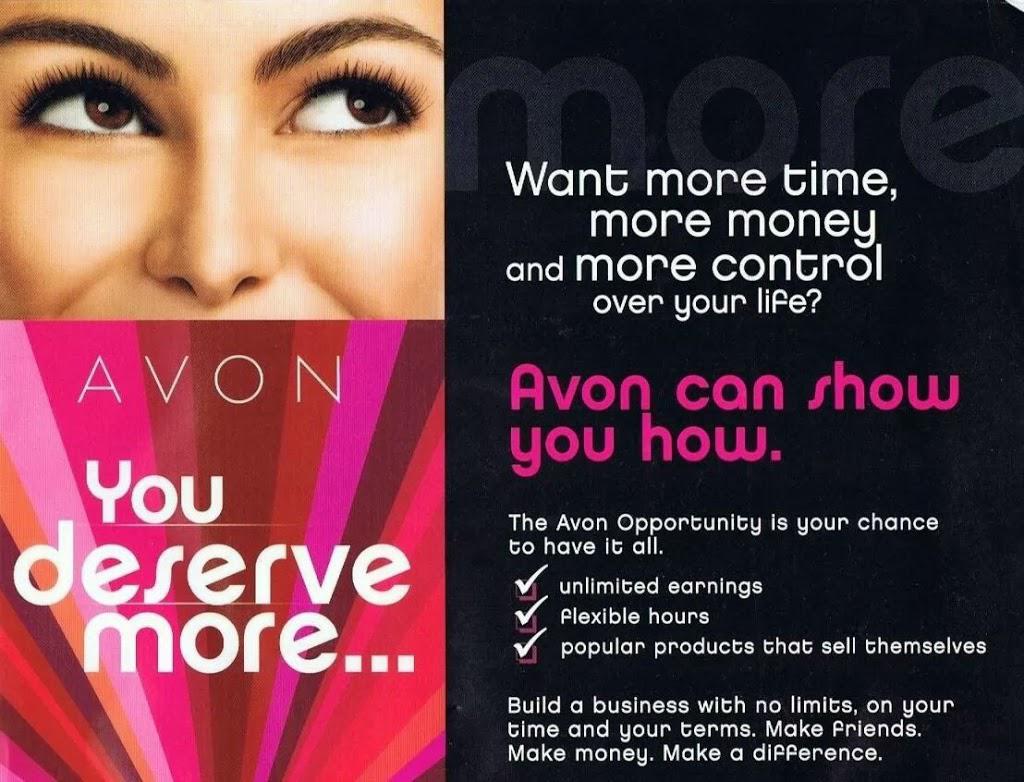 more
Want more time,
more money
and more control
over your life?
AVON
Avon can show
you how.
You
deserve
more...
The Avon Opportunity is your chance
to have it all.
unlimited earnings
flexible hours
popular products that sell themselves
Build a business with no limits, on your
time and your terms. Make friends.
Make money. Make a difference.